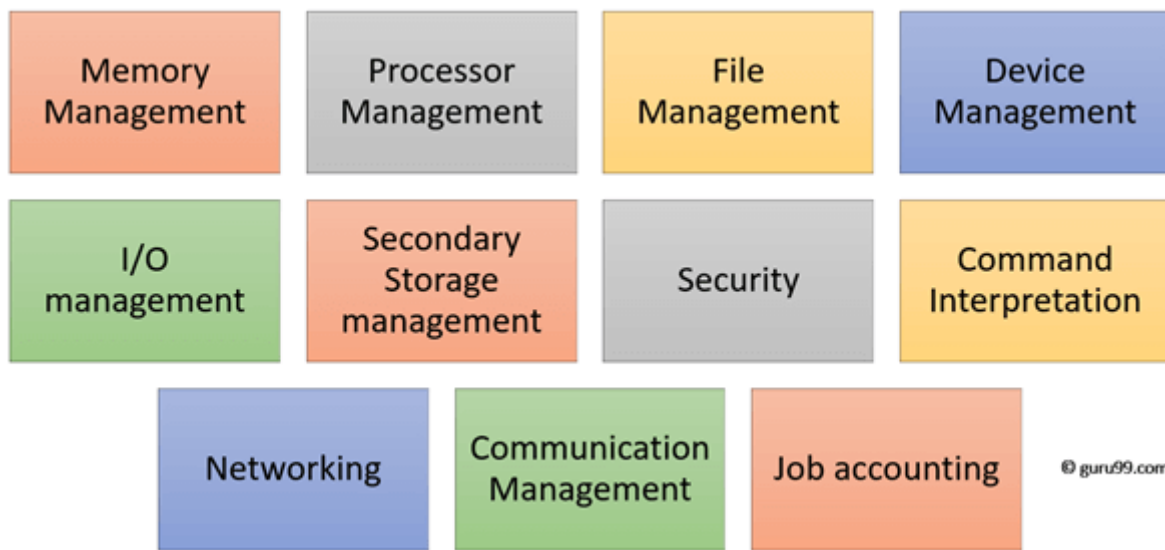 Memory
Management
Processor
Management
File
Management
Device
Management
I/O
management
Secondary
Storage
management
Security
Command
Interpretation
Networking
Communication
Management
Job accounting
© guru99.com